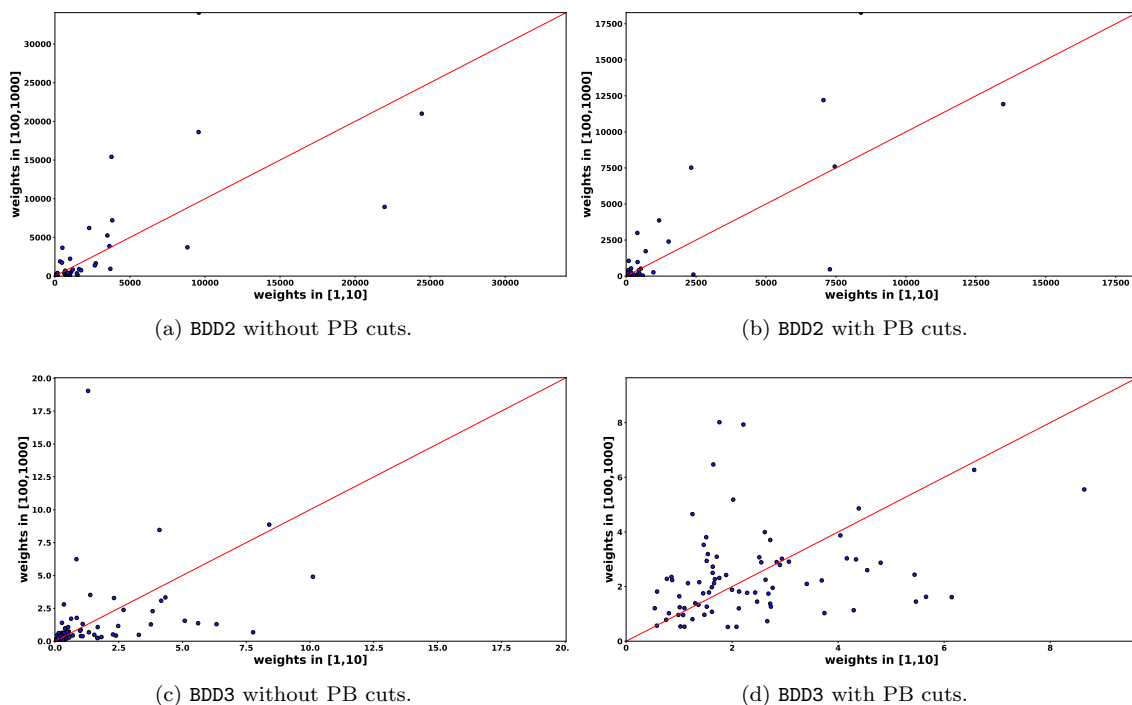 30000
25000
20000
15000
10000
5000
0
weights in [100,1000]
0 5000 10000 15000 20000 25000 30000
weights in [1,10]
(a) BDD2 without PB cuts.
17500
15000
12500
10000
7500
5000
2500
0
weights in [100,1000]
0 2500 5000 7500 10000 12500 15000 17500
weights in [1,10]
(b) BDD2 with PB cuts.
20.0
17.5
15.0
12.5
10.0
7.5
5.0
2.5
0.0
weights in [100,1000]
0.0 2.5 5.0 7.5 10.0 12.5 15.0 17.5 20.
weights in [1,10]
(c) BDD3 without PB cuts.
8
6
4
2
0
weights in [100,1000]
0 2 4 6 8
weights in [1,10]
(d) BDD3 with PB cuts.